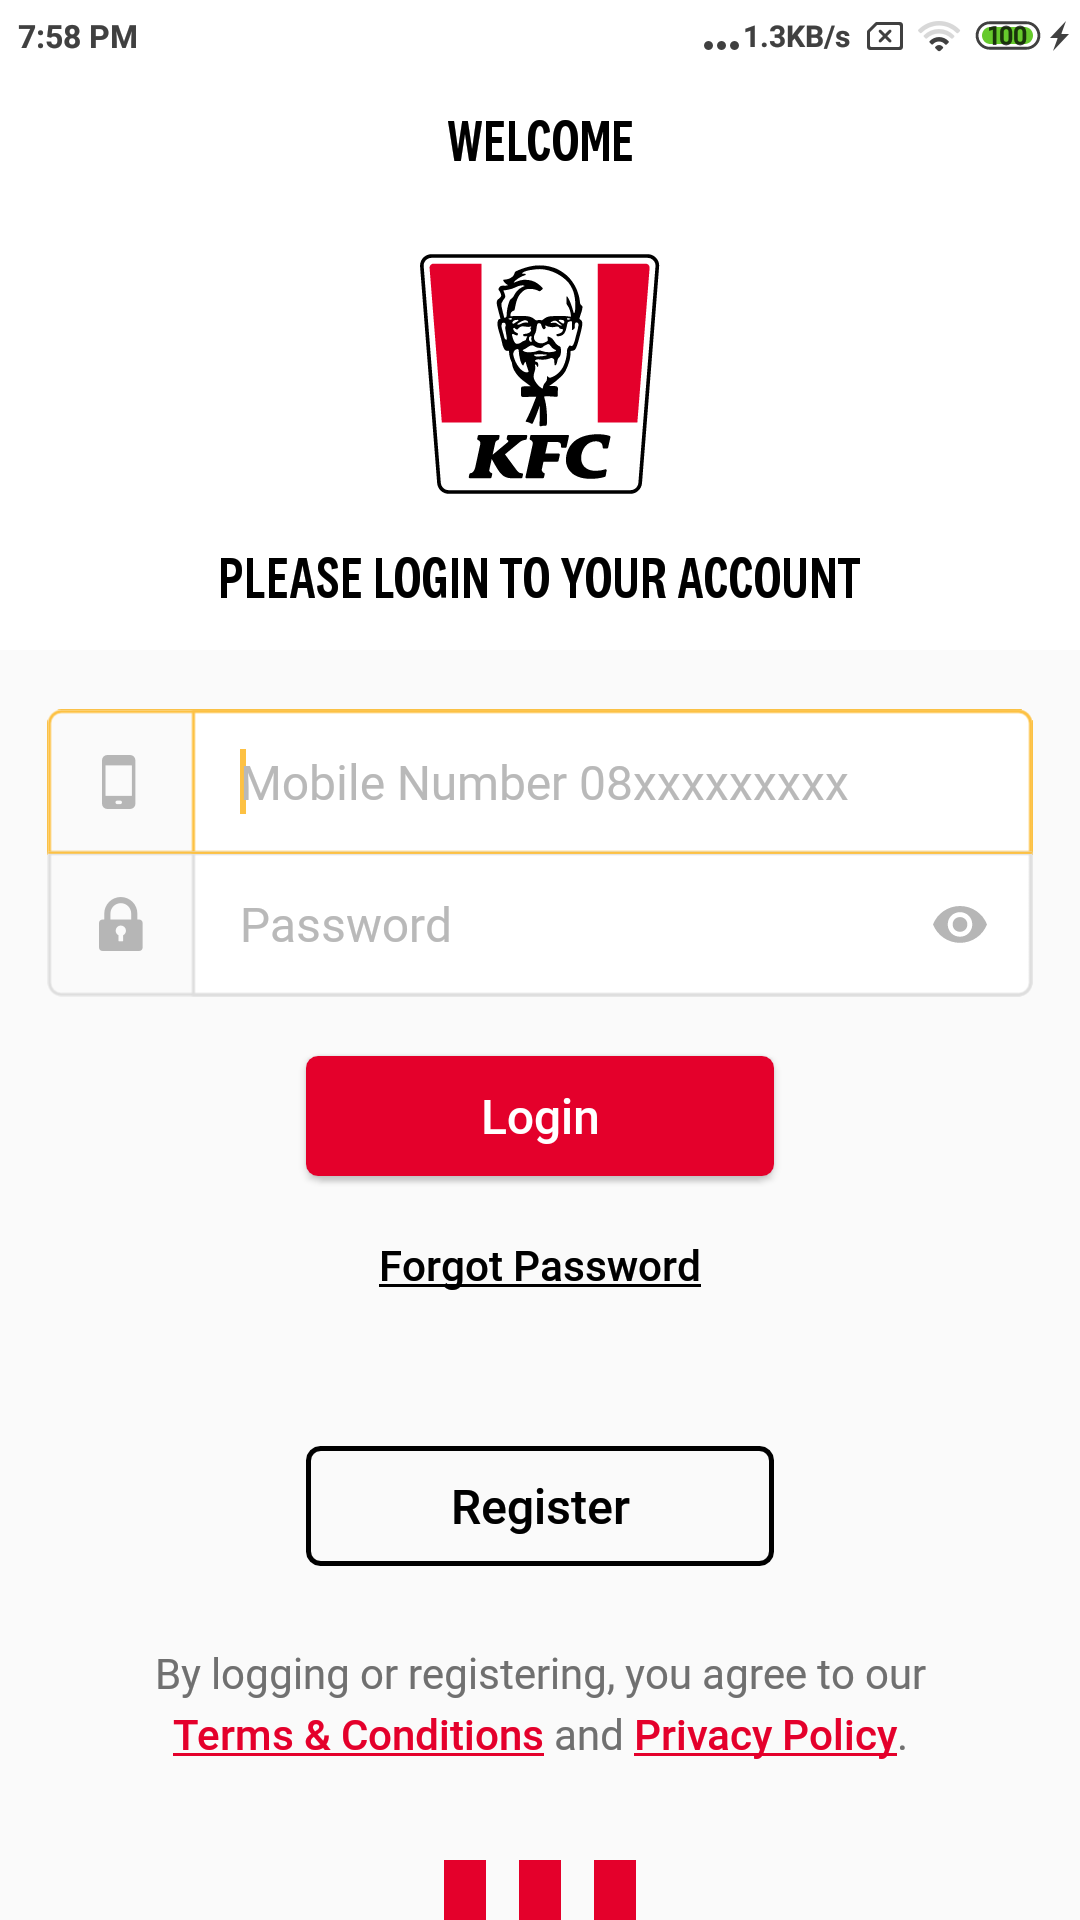 7:58 PM
...1.3KB/s 100
WELCOME
KFC
PLEASE LOGIN TO YOUR ACCOUNT
Mobile Number 08xxxxxxxxx
Password
Login
Forgot Password
Register
By logging or registering, you agree to our
Terms & Conditions and Privacy Policy.